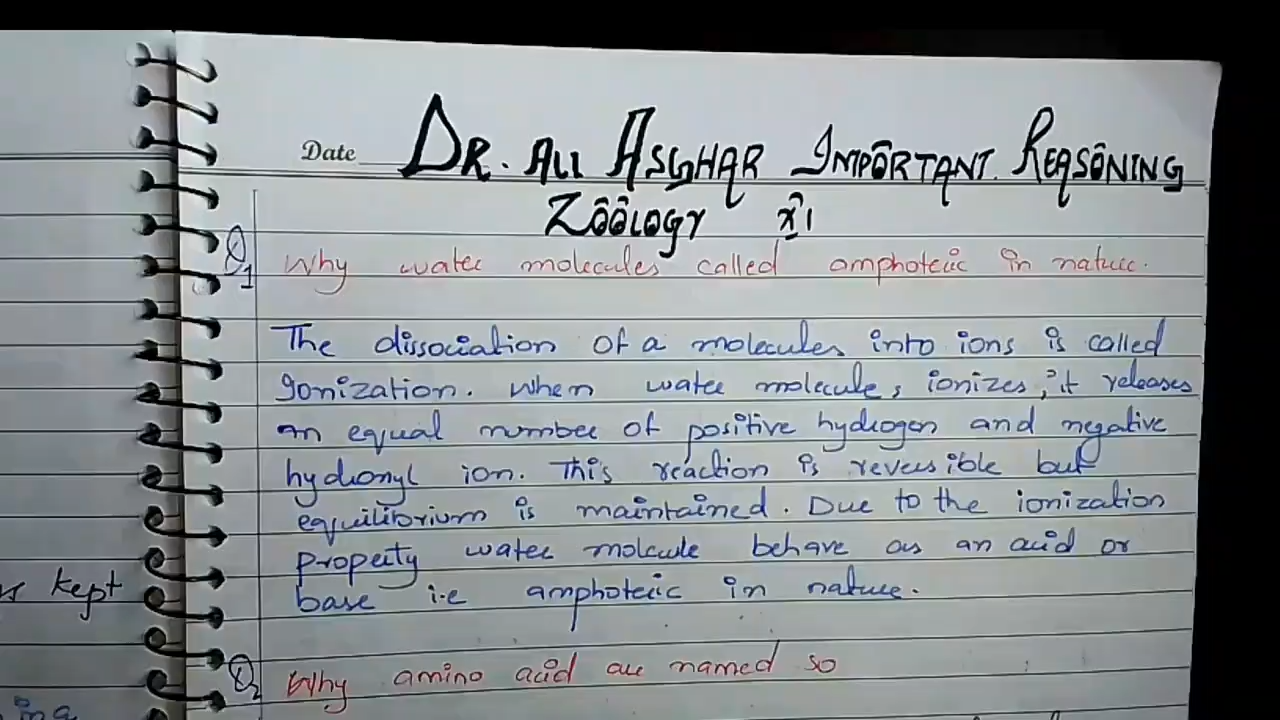 Date DR. ALI ASGHAR IMPORTANT REASONING
ZOOLOGY XI
Q1 Why water molecules called amphoteric in nature.
The dissociation of a molecules into ions is called
Ionization. When water molecule, ionizes, it releases
an equal number of positive hydrogen and negative
hydronyl ion. This reaction is reversible but
equilibrium is maintained. Due to the ionization
property water molcule behave as an acid or
base i.e amphoteric in nature.
Q2 Why amino acid are named so
kept